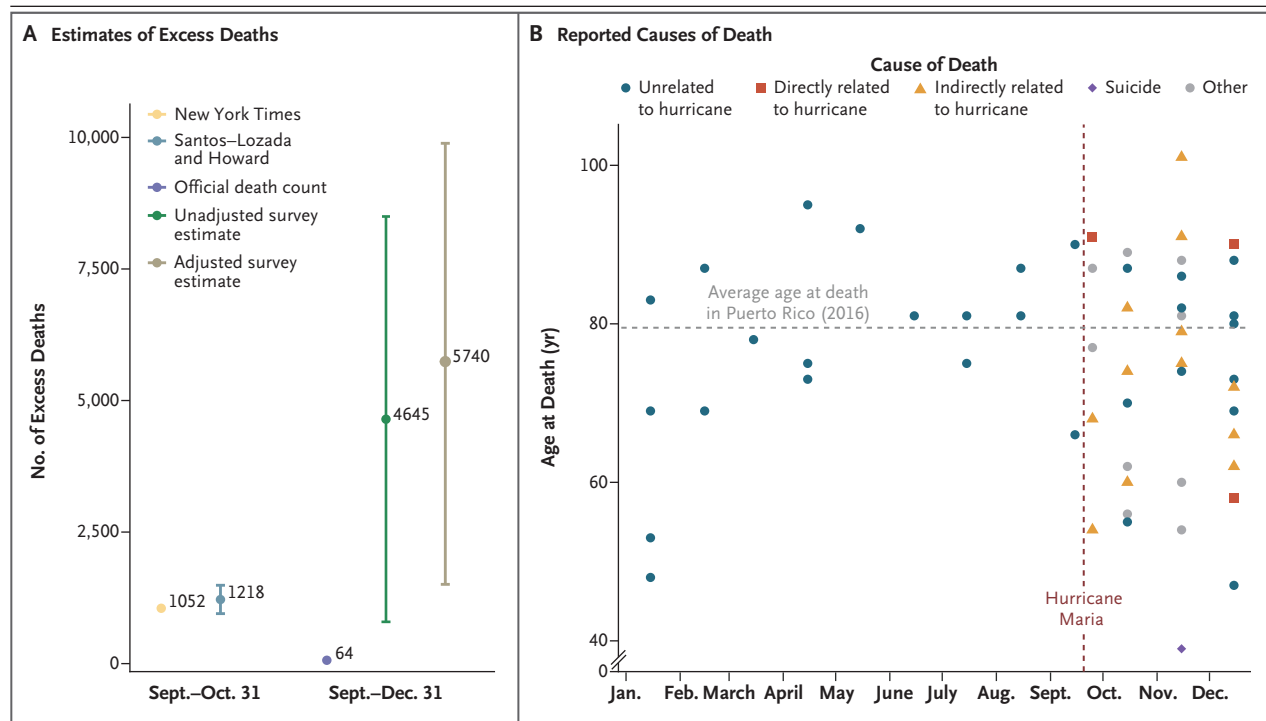 A Estimates of Excess Deaths
New York Times
Santos–Lozada
and Howard
Official death count
Unadjusted survey
estimate
Adjusted survey
estimate
No. of Excess Deaths
10,000
7,500
5,000
2,500
0
1052
1218
64
4645
5740
Sept.–Oct. 31
Sept.–Dec. 31
B Reported Causes of Death
Cause of Death
Unrelated
to hurricane
Directly related
to hurricane
Indirectly related
to hurricane
Suicide
Other
Age at Death (yr)
100
80
60
40
0
Average age at death
in Puerto Rico (2016)
Hurricane
Maria
Jan.
Feb.
March
April
May
June
July
Aug.
Sept.
Oct.
Nov.
Dec.